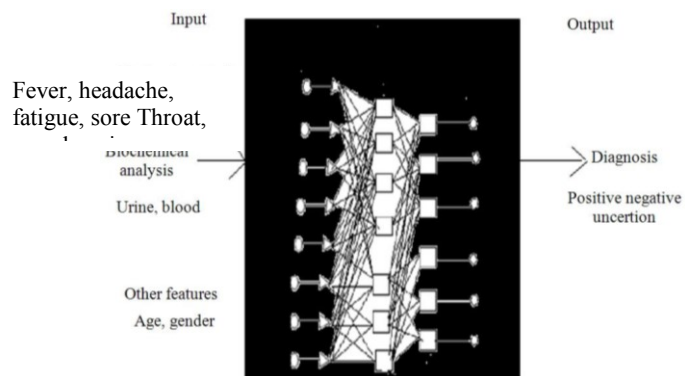 Input
Output
Fever, headache,
fatigue, sore Throat,
Biochemical
analysis
Diagnosis
Urine, blood
Positive negative
uncertion
Other features
Age, gender